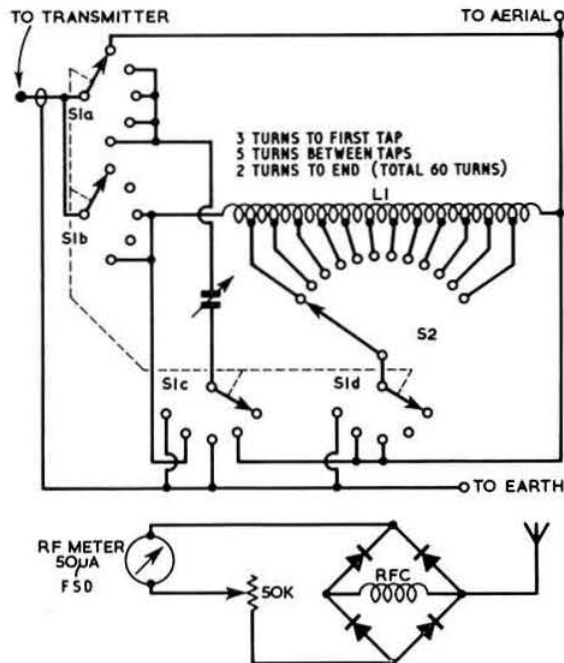 TO TRANSMITTER
TO AERIAL
S1a
3 TURNS TO FIRST TAP
5 TURNS BETWEEN TAPS
2 TURNS TO END (TOTAL 60 TURNS)
L1
S1b
S2
S1c
S1d
TO EARTH
RF METER
50μA
FSD
50K
RFC